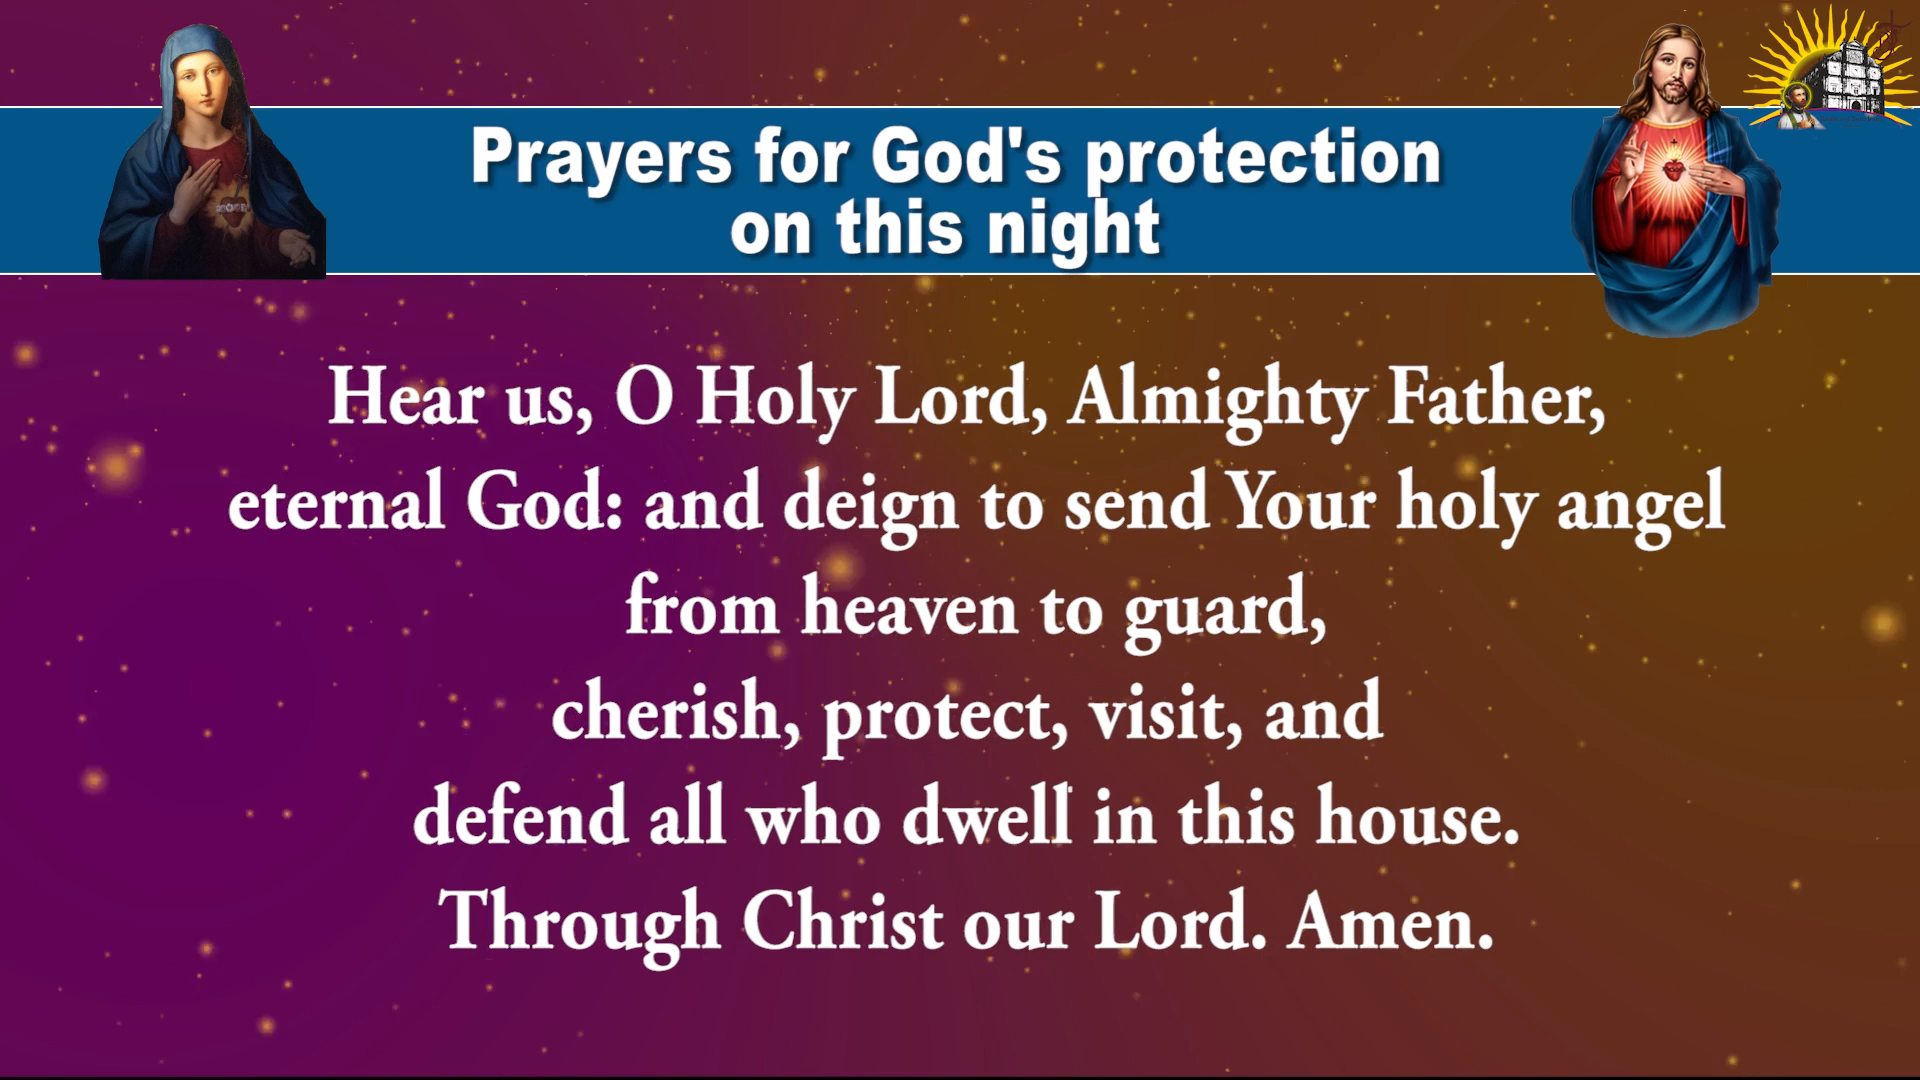 Prayers for God's protection
on this night
Hear us, O Holy Lord, Almighty Father,
eternal God: and deign to send Your holy angel
from heaven to guard,
cherish, protect, visit, and
defend all who dwell in this house.
Through Christ our Lord. Amen.